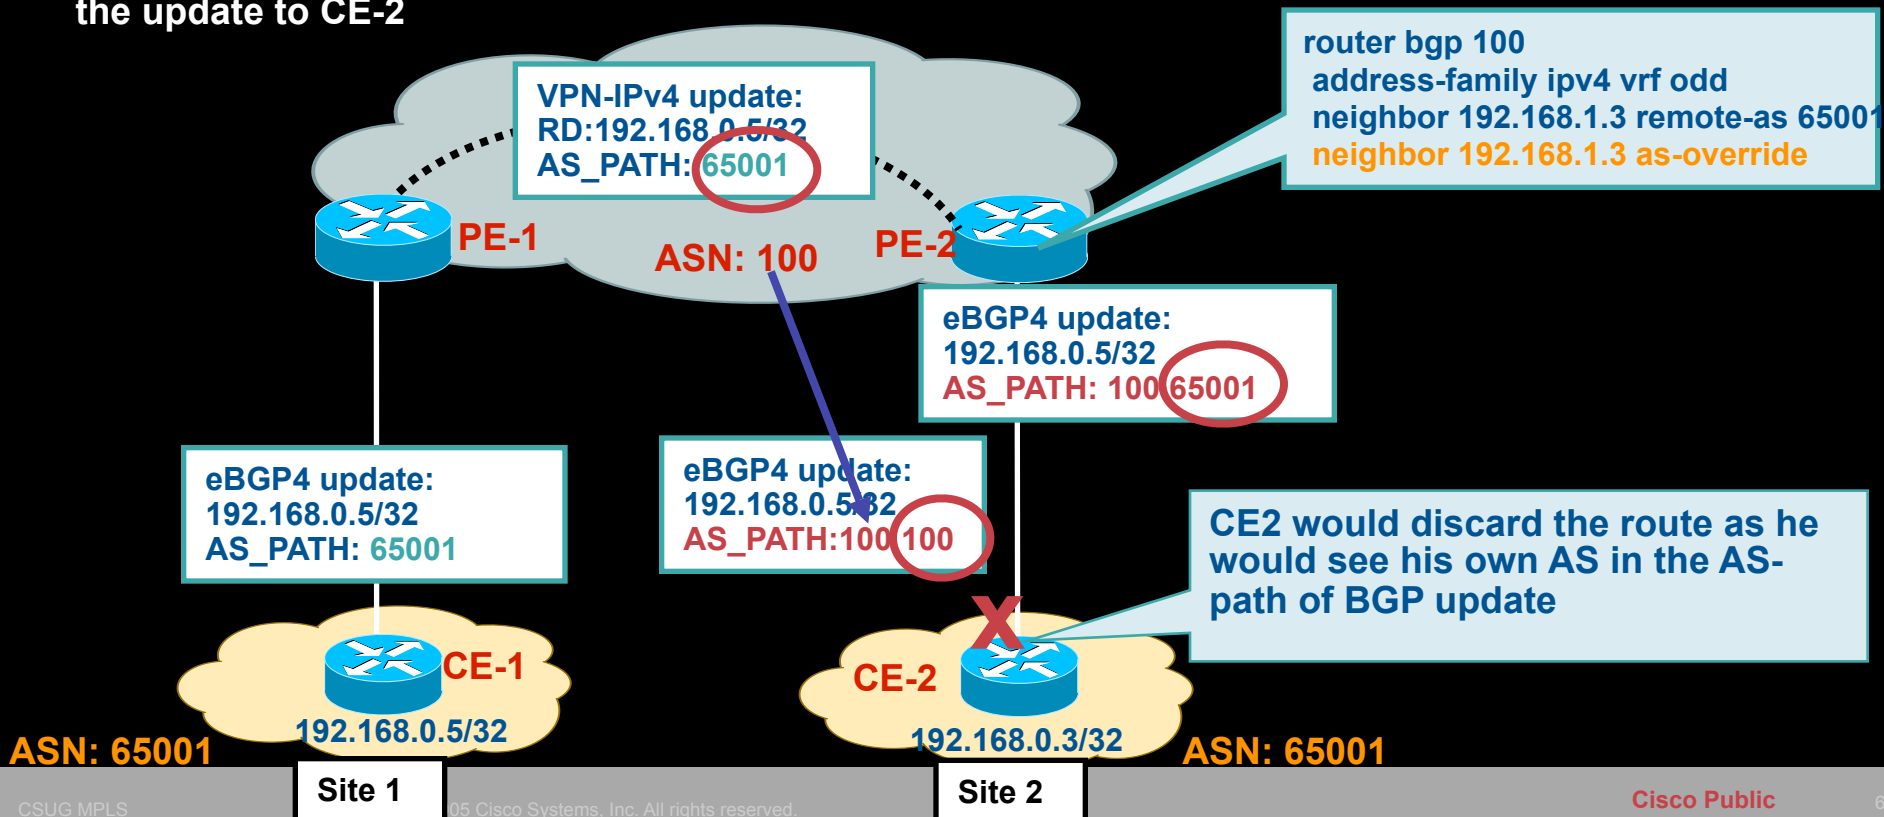 the update to CE-2
router bgp 100
address-family ipv4 vrf odd
neighbor 192.168.1.3 remote-as 65001
neighbor 192.168.1.3 as-override
VPN-IPv4 update:
RD:192.168.0.5/32
AS_PATH: 65001
PE-1
ASN: 100
PE-2
eBGP4 update:
192.168.0.5/32
AS_PATH: 100 65001
eBGP4 update:
192.168.0.5/32
AS_PATH: 65001
eBGP4 update:
192.168.0.5/32
AS_PATH:100 100
CE2 would discard the route as he
would see his own AS in the AS-
path of BGP update
X
CE-1
192.168.0.5/32
CE-2
192.168.0.3/32
ASN: 65001
ASN: 65001
Site 1
Site 2
CSUG MPLS
05 Cisco Systems, Inc. All rights reserved.
Cisco Public
6